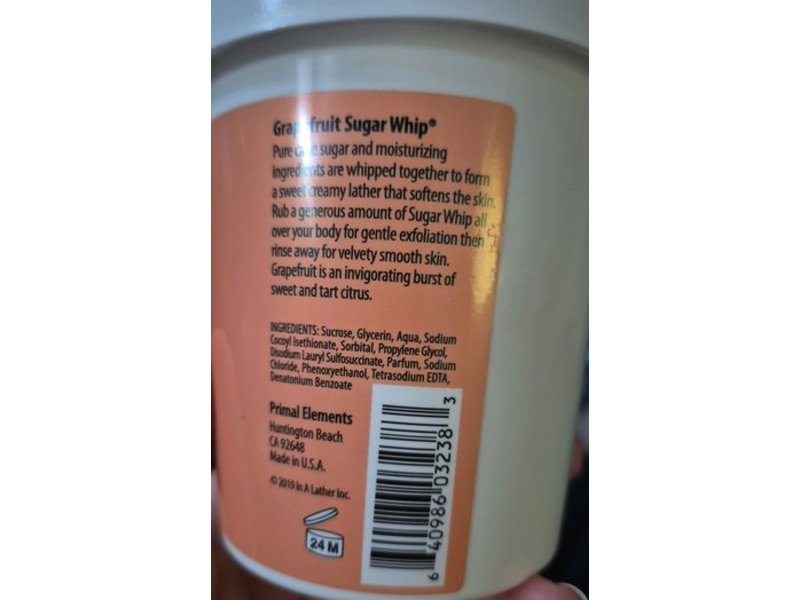 Grapefruit Sugar Whip®
Pure cane sugar and moisturizing
ingredients are whipped together to form
a sweet creamy lather that softens the skin.
Rub a generous amount of Sugar Whip all
over your body for gentle exfoliation then
rinse away for velvety smooth skin.
Grapefruit is an invigorating burst of
sweet and tart citrus.
INGREDIENTS: Sucrose, Glycerin, Aqua, Sodium
Cocoyl Isethionate, Sorbital, Propylene Glycol,
Disodium Lauryl Sulfosuccinate, Parfum, Sodium
Chloride, Phenoxyethanol, Tetrasodium EDTA,
Denatonium Benzoate
Primal Elements
Huntington Beach
CA 92648
Made in U.S.A.
© 2019 In A Lather Inc.
24 M
6 40986 03238 3